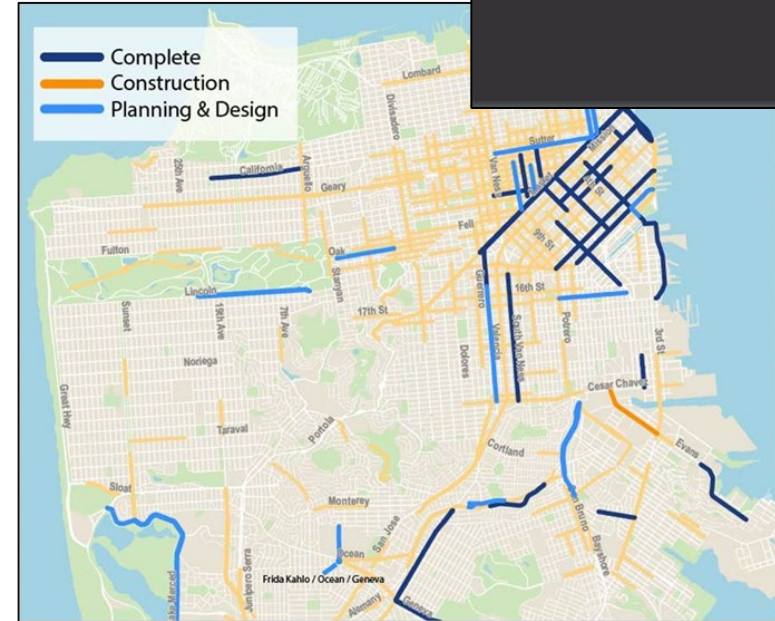 Complete
Construction
Planning & Design
Lombard
Divisadero
Sutter
Mission
Van Ness
25th Ave
California
Arguello
Geary
Fell
9th St
Fulton
Oak
Stanyan
Lincoln
19th Ave
7th Ave
Sunset
17th St
Guerrero
16th St
South Van Ness
Valencia
Dolores
Potrero
3rd St
Noriega
Great Hwy
Cesar Chavez
Taraval
Portola
Cortland
Evans
Sloat
Monterey
San Jose
San Bruno
Bayshore
Ocean
Frida Kahlo / Ocean / Geneva
Junipero Serra
Lake Merced
Alemany
Geneva